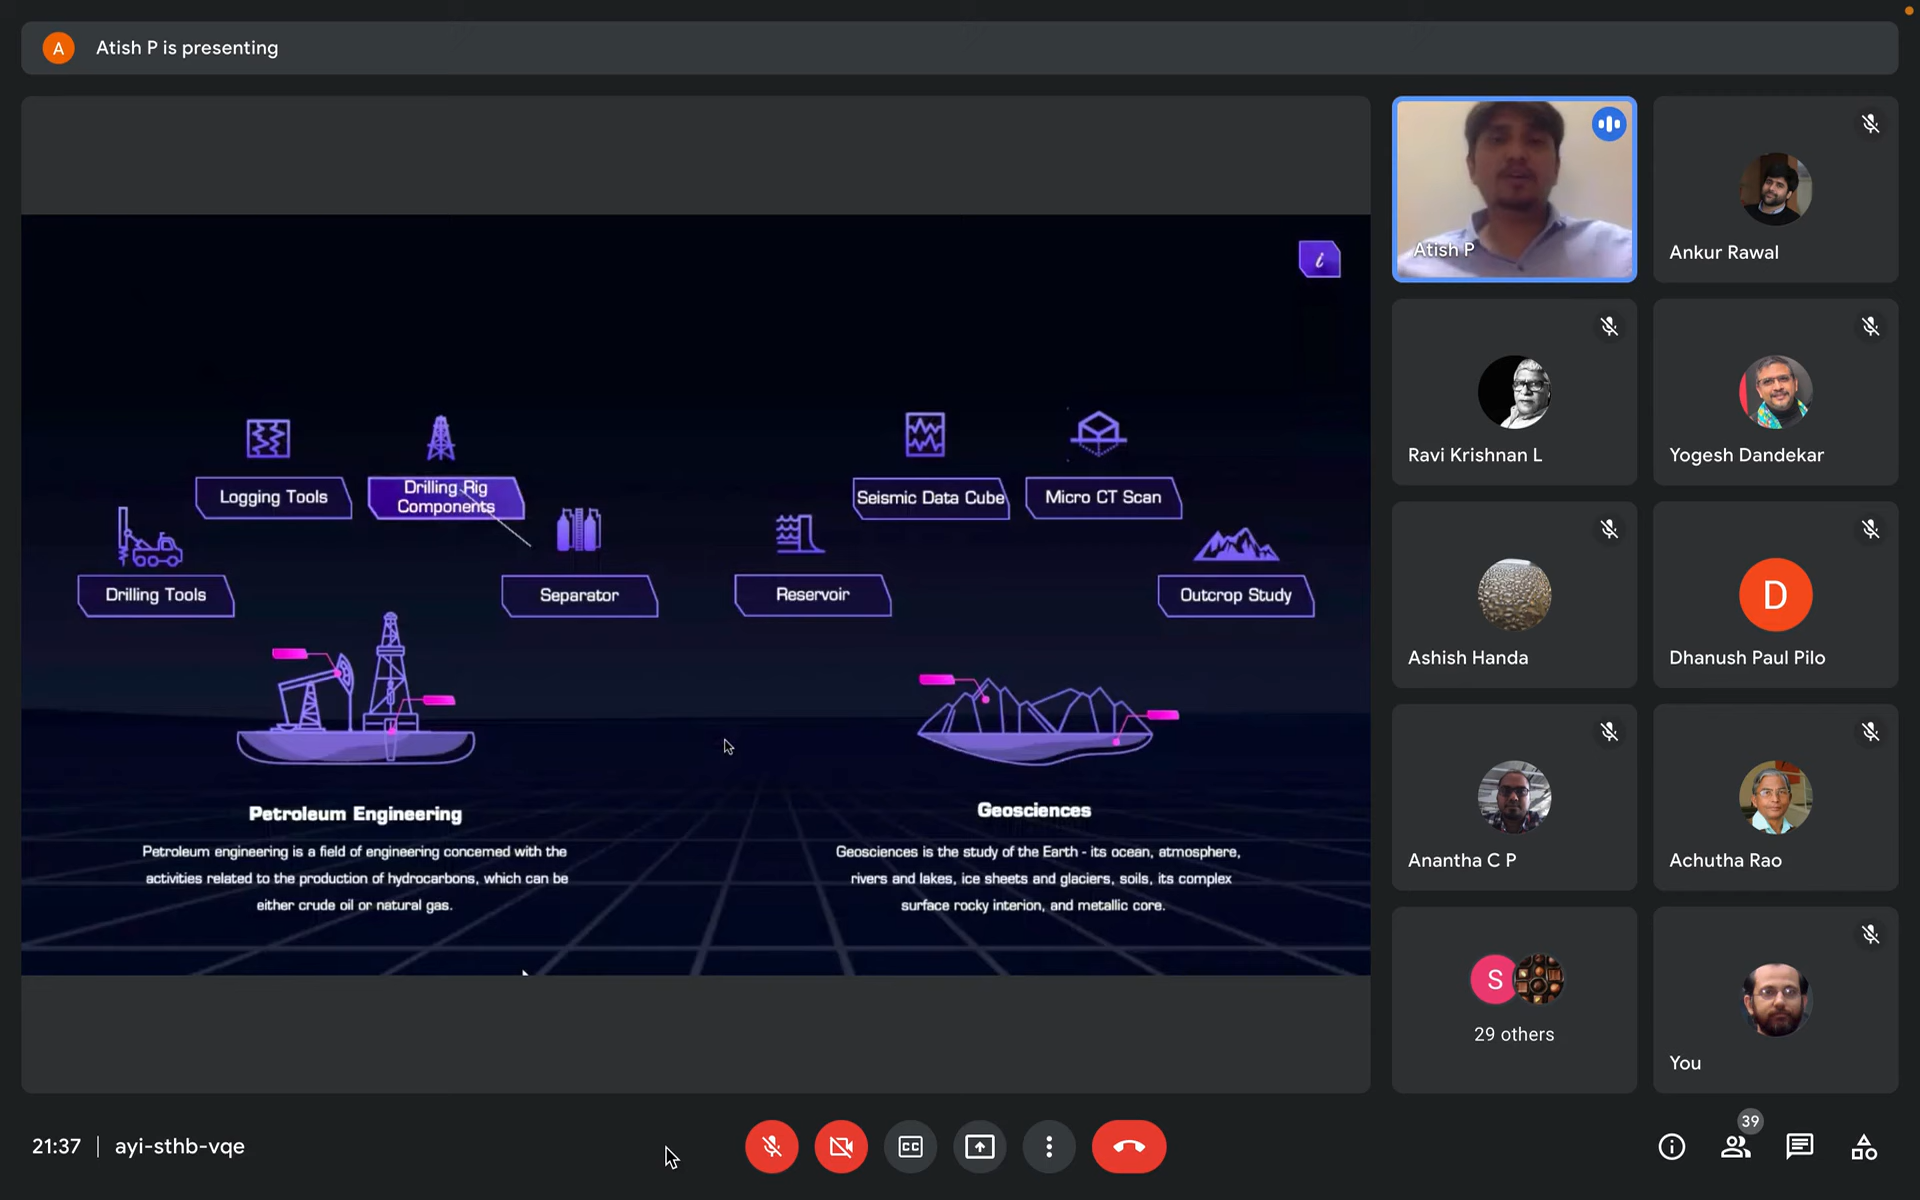 A
Atish P is presenting
i
Logging Tools
Drilling Rig
Components
Seismic Data Cube
Micro CT Scan
Drilling Tools
Separator
Reservoir
Outcrop Study
Petroleum Engineering
Petroleum engineering is a field of engineering concerned with the
activities related to the production of hydrocarbons, which can be
either crude oil or natural gas.
Geosciences
Geosciences is the study of the Earth - its ocean, atmosphere,
rivers and lakes, ice sheets and glaciers, soils, its complex
surface rocky interion, and metallic core.
Atish P
Ankur Rawal
Ravi Krishnan L
Yogesh Dandekar
Ashish Handa
D
Dhanush Paul Pilo
Anantha C P
Achutha Rao
S
29 others
You
21:37
ayi-sthb-vqe
CC
39